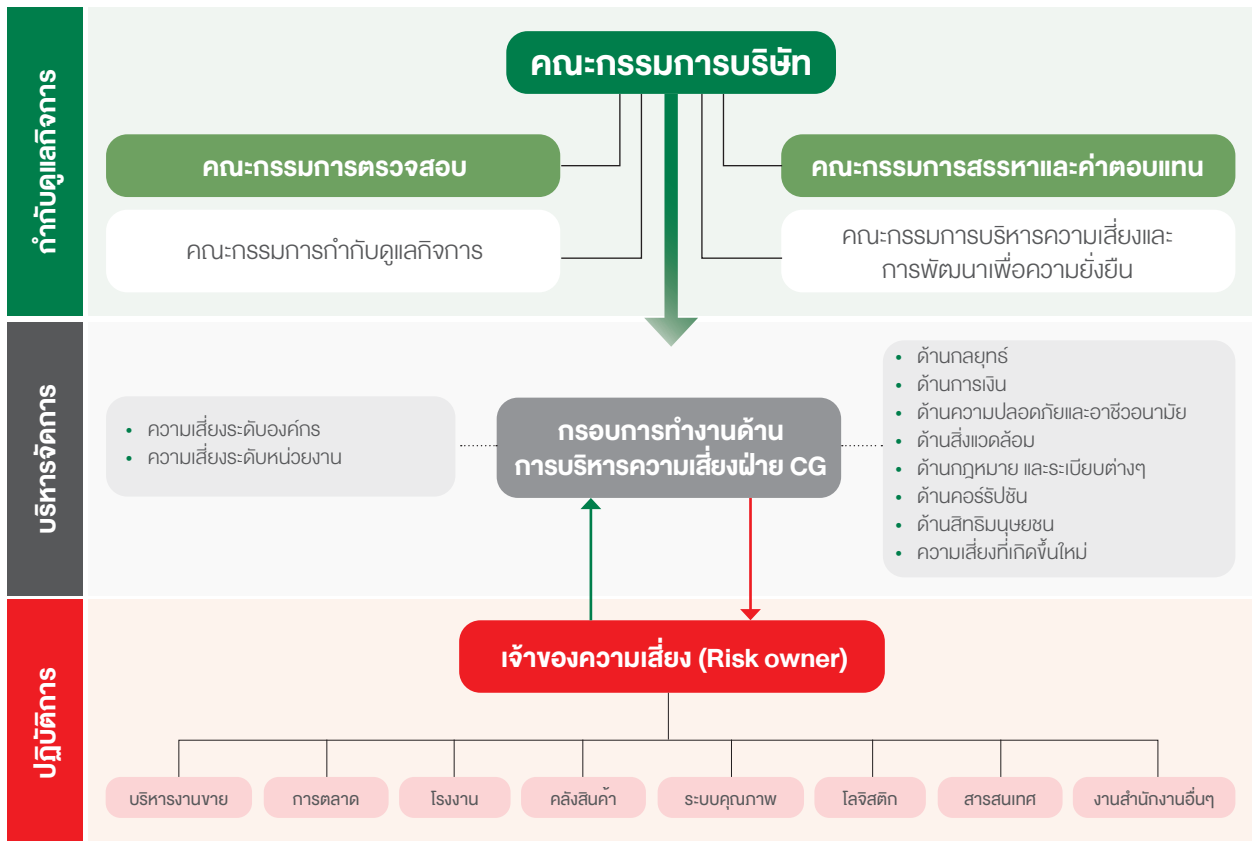 กำกับดูแลกิจการ
คณะกรรมการบริษัท
คณะกรรมการตรวจสอบ
คณะกรรมการสรรหาและค่าตอบแทน
คณะกรรมการกำกับดูแลกิจการ
คณะกรรมการบริหารความเสี่ยงและ
การพัฒนาเพื่อความยั่งยืน
บริหารจัดการ
• ความเสี่ยงระดับองค์กร
• ความเสี่ยงระดับหน่วยงาน
กรอบการทำงานด้าน
การบริหารความเสี่ยงฝ่าย CG
• ด้านกลยุทธ์
• ด้านการเงิน
• ด้านความปลอดภัยและอาชีวอนามัย
• ด้านสิ่งแวดล้อม
• ด้านกฎหมาย และระเบียบต่างๆ
• ด้านคอร์รัปชัน
• ด้านสิทธิมนุษยชน
• ความเสี่ยงที่เกิดขึ้นใหม่
ปฏิบัติการ
เจ้าของความเสี่ยง (Risk owner)
บริหารงานขาย
การตลาด
โรงงาน
คลังสินค้า
ระบบคุณภาพ
โลจิสติก
สารสนเทศ
งานสำนักงานอื่นๆ